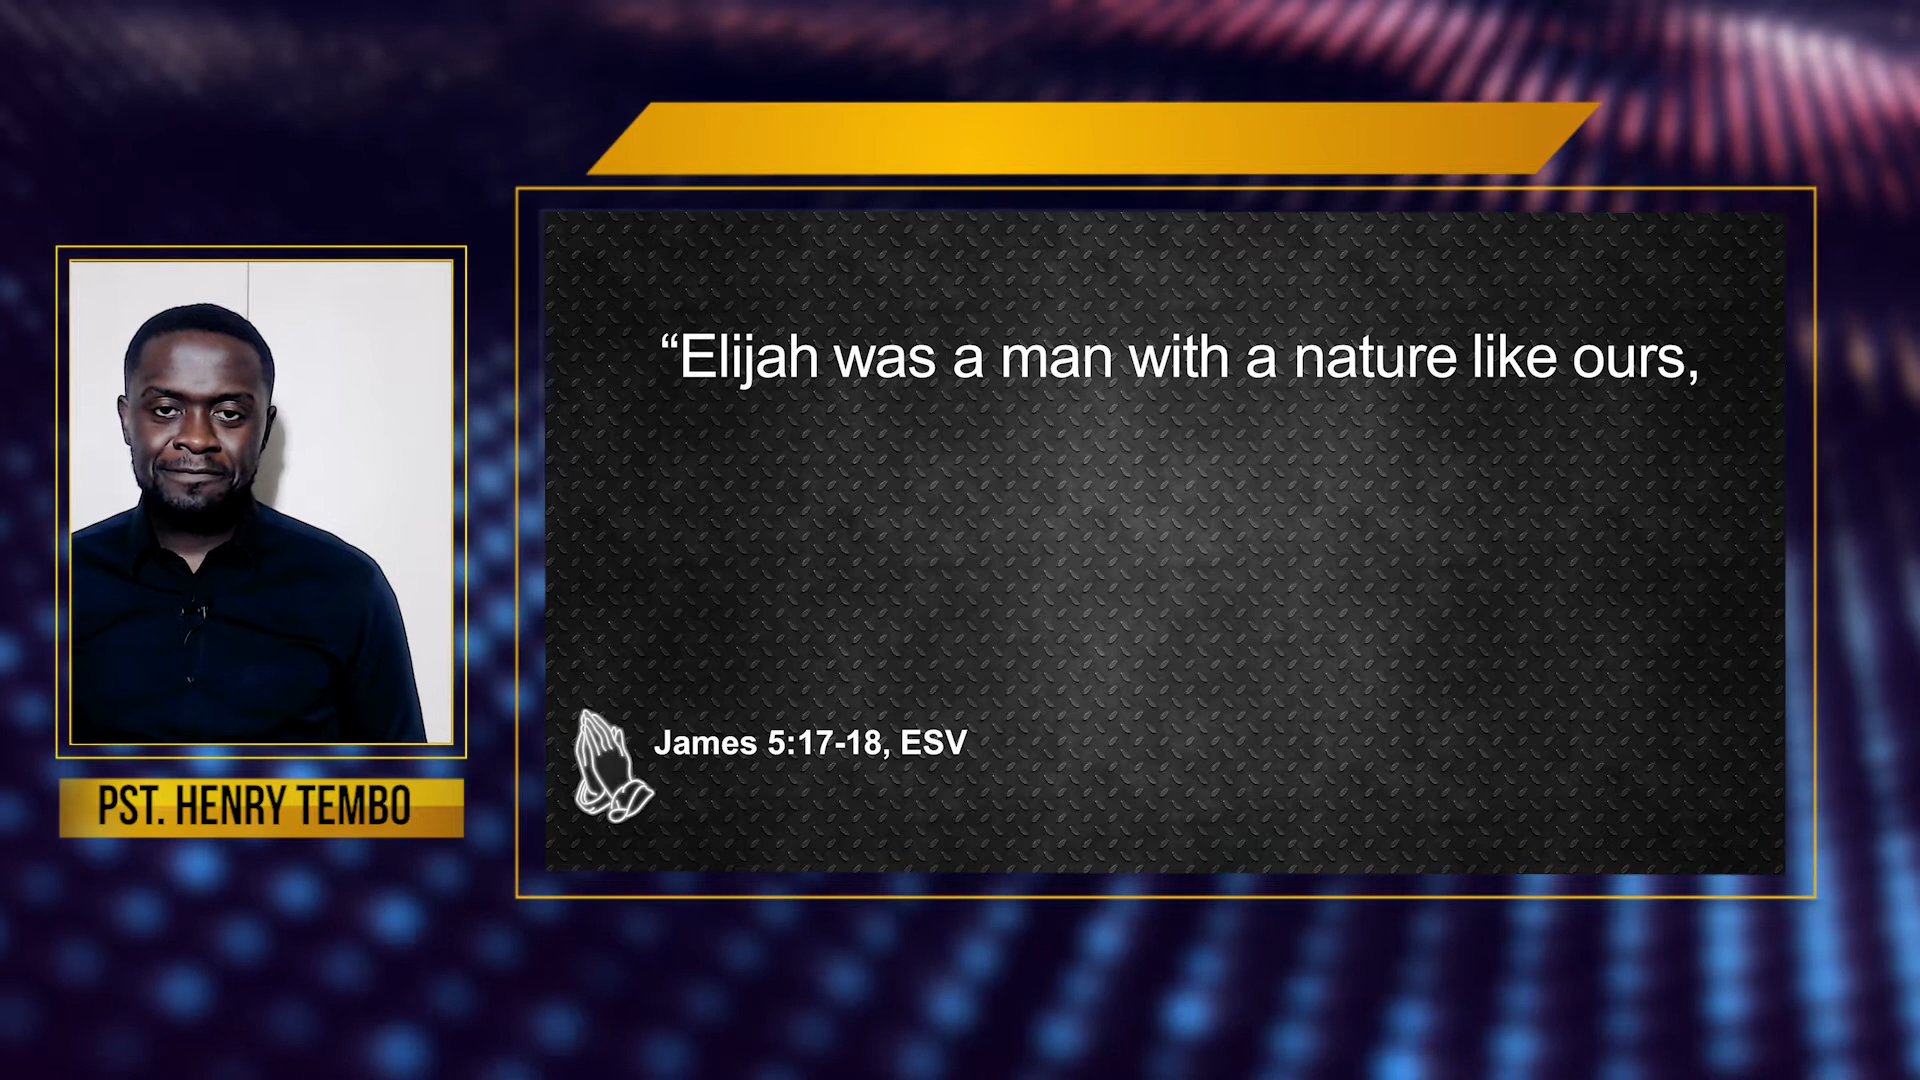 “Elijah was a man with a nature like ours,
James 5:17-18, ESV
PST. HENRY TEMBO